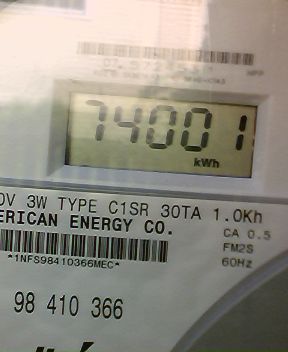 74001
kWh
0V 3W TYPE C1SR 30TA 1.0Kh
ERICAN ENERGY CO.
CA 0.5
FM2S
60Hz
*1NFS98410366MEC*
98 410 366